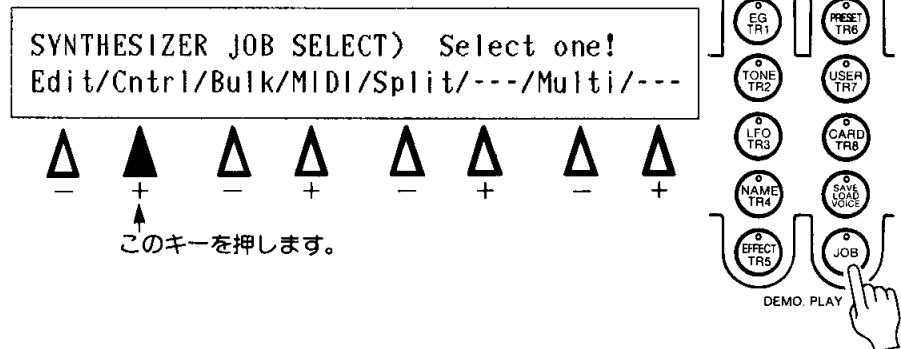 SYNTHESIZER JOB SELECT) Select one!
Edit/Cntrl/Bulk/MIDI/Split/---/Multi/---
− + − + − + − +
このキーを押します。
EG
TR1
PRESET
TR6
TONE
TR2
USER
TR7
LFO
TR3
CARD
TR8
NAME
TR4
SAVE
LOAD
VOICE
EFFECT
TR5
JOB
DEMO. PLAY